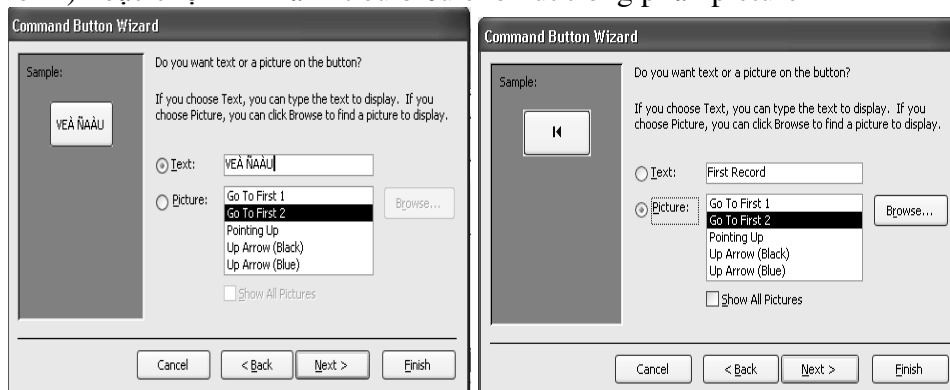 Command Button Wizard
Sample:
VEÀ ÑAÀU
Do you want text or a picture on the button?
If you choose Text, you can type the text to display. If you
choose Picture, you can click Browse to find a picture to display.
Text: VEÀ ÑAÀU
Picture: Go To First 1
Go To First 2
Pointing Up
Up Arrow (Black)
Up Arrow (Blue)
Browse...
Show All Pictures
Cancel < Back Next > Finish
Command Button Wizard
Sample:
Do you want text or a picture on the button?
If you choose Text, you can type the text to display. If you
choose Picture, you can click Browse to find a picture to display.
Text: First Record
Picture: Go To First 1
Go To First 2
Pointing Up
Up Arrow (Black)
Up Arrow (Blue)
Browse...
Show All Pictures
Cancel < Back Next > Finish